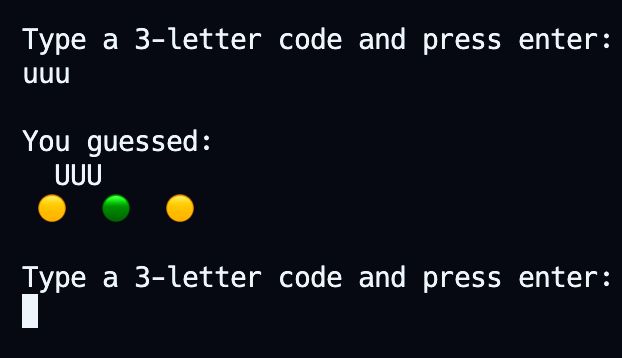 Type a 3-letter code and press enter:
uuu
You guessed:
UUU
Type a 3-letter code and press enter: